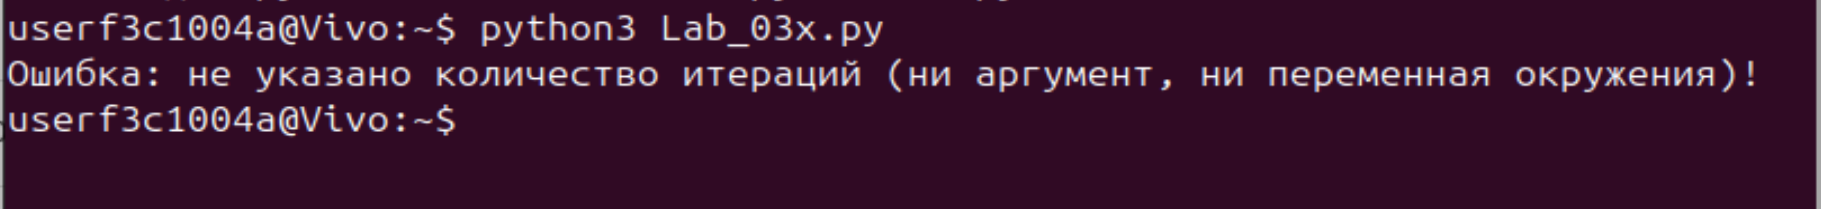 userf3c1004a@Vivo:~$ python3 Lab_03x.py
Ошибка: не указано количество итераций (ни аргумент, ни переменная окружения)!
userf3c1004a@Vivo:~$